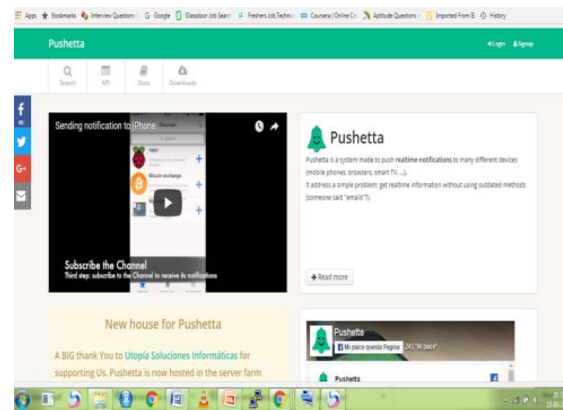 Apps Bookmarks Interview Questions Google Glassdoor Job Search Freshers Job, Techni Coursera | Online C Aptitude Questions Imported From IE History
Pushetta
Login Signup
Search API Docs Downloads
Sending notification to iPhone
Bitcoin exchange
Subscribe the Channel
Third step: subscribe to the Channel to receive its notifications
Pushetta
Pushetta is a system made to push realtime notifications to many different devices
(mobile phones, browsers, smart TV, ...).
It address a simple problem: get realtime information without using outdated methods
(someone said "emails"?).
Read more
New house for Pushetta
A BIG thank You to Utopía Soluciones Informáticas for
supporting Us. Pushetta is now hosted in the server farm
Pushetta
Mi piace questa Pagina 243 "Mi piace"
Pushetta